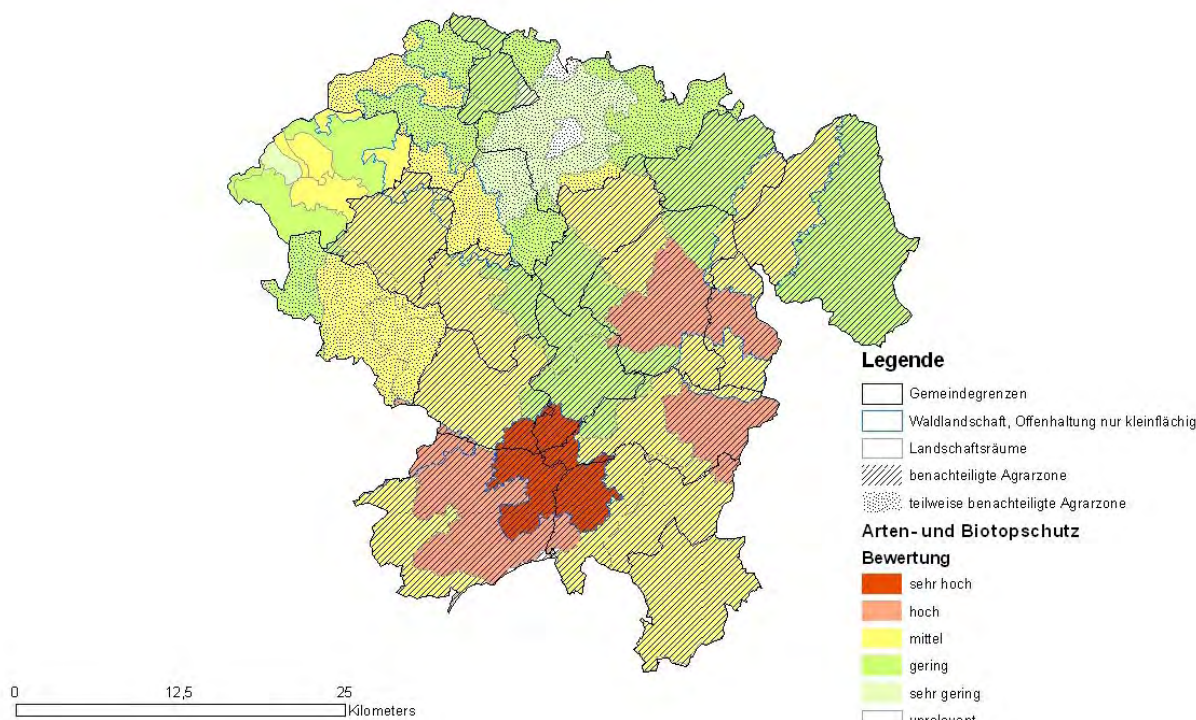 Legende
Gemeindegrenzen
Waldlandschaft, Offenhaltung nur kleinflächig
Landschaftsräume
benachteiligte Agrarzone
teilweise benachteiligte Agrarzone
Arten- und Biotopschutz
Bewertung
sehr hoch
hoch
mittel
gering
sehr gering
unrelevant
0 12,5 25
Kilometers